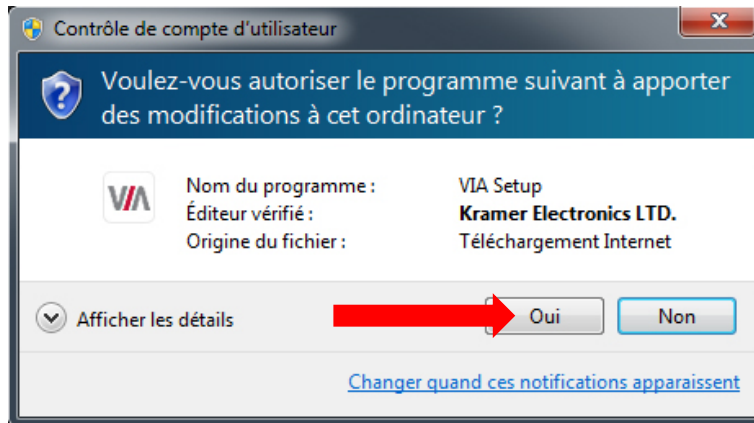 Contrôle de compte d'utilisateur
Voulez-vous autoriser le programme suivant à apporter
des modifications à cet ordinateur ?
VIA
Nom du programme : VIA Setup
Éditeur vérifié : Kramer Electronics LTD.
Origine du fichier : Téléchargement Internet
Afficher les détails
Oui
Non
Changer quand ces notifications apparaissent